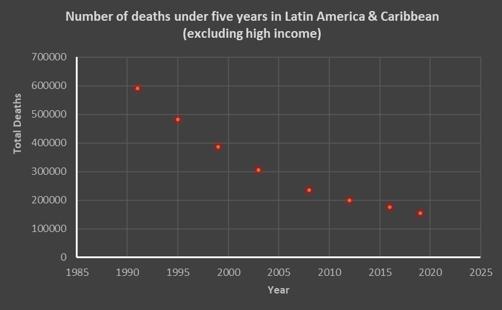 Number of deaths under five years in Latin America & Caribbean
(excluding high income)
700000
600000
500000
400000
300000
200000
100000
0
Total Deaths
1985 1990 1995 2000 2005 2010 2015 2020 2025
Year